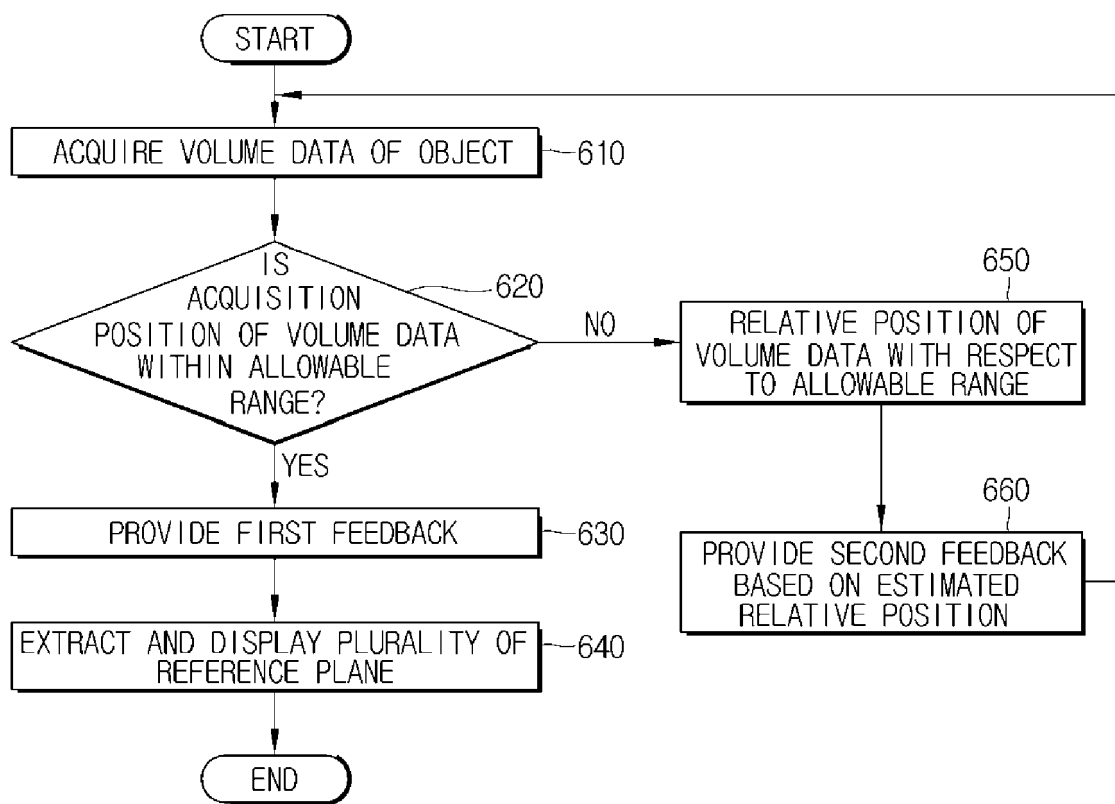 START
ACQUIRE VOLUME DATA OF OBJECT
610
IS
ACQUISITION
POSITION OF VOLUME DATA
WITHIN ALLOWABLE
RANGE?
620
NO
YES
650
RELATIVE POSITION OF
VOLUME DATA WITH RESPECT
TO ALLOWABLE RANGE
660
PROVIDE SECOND FEEDBACK
BASED ON ESTIMATED
RELATIVE POSITION
PROVIDE FIRST FEEDBACK
630
EXTRACT AND DISPLAY PLURALITY OF
REFERENCE PLANE
640
END